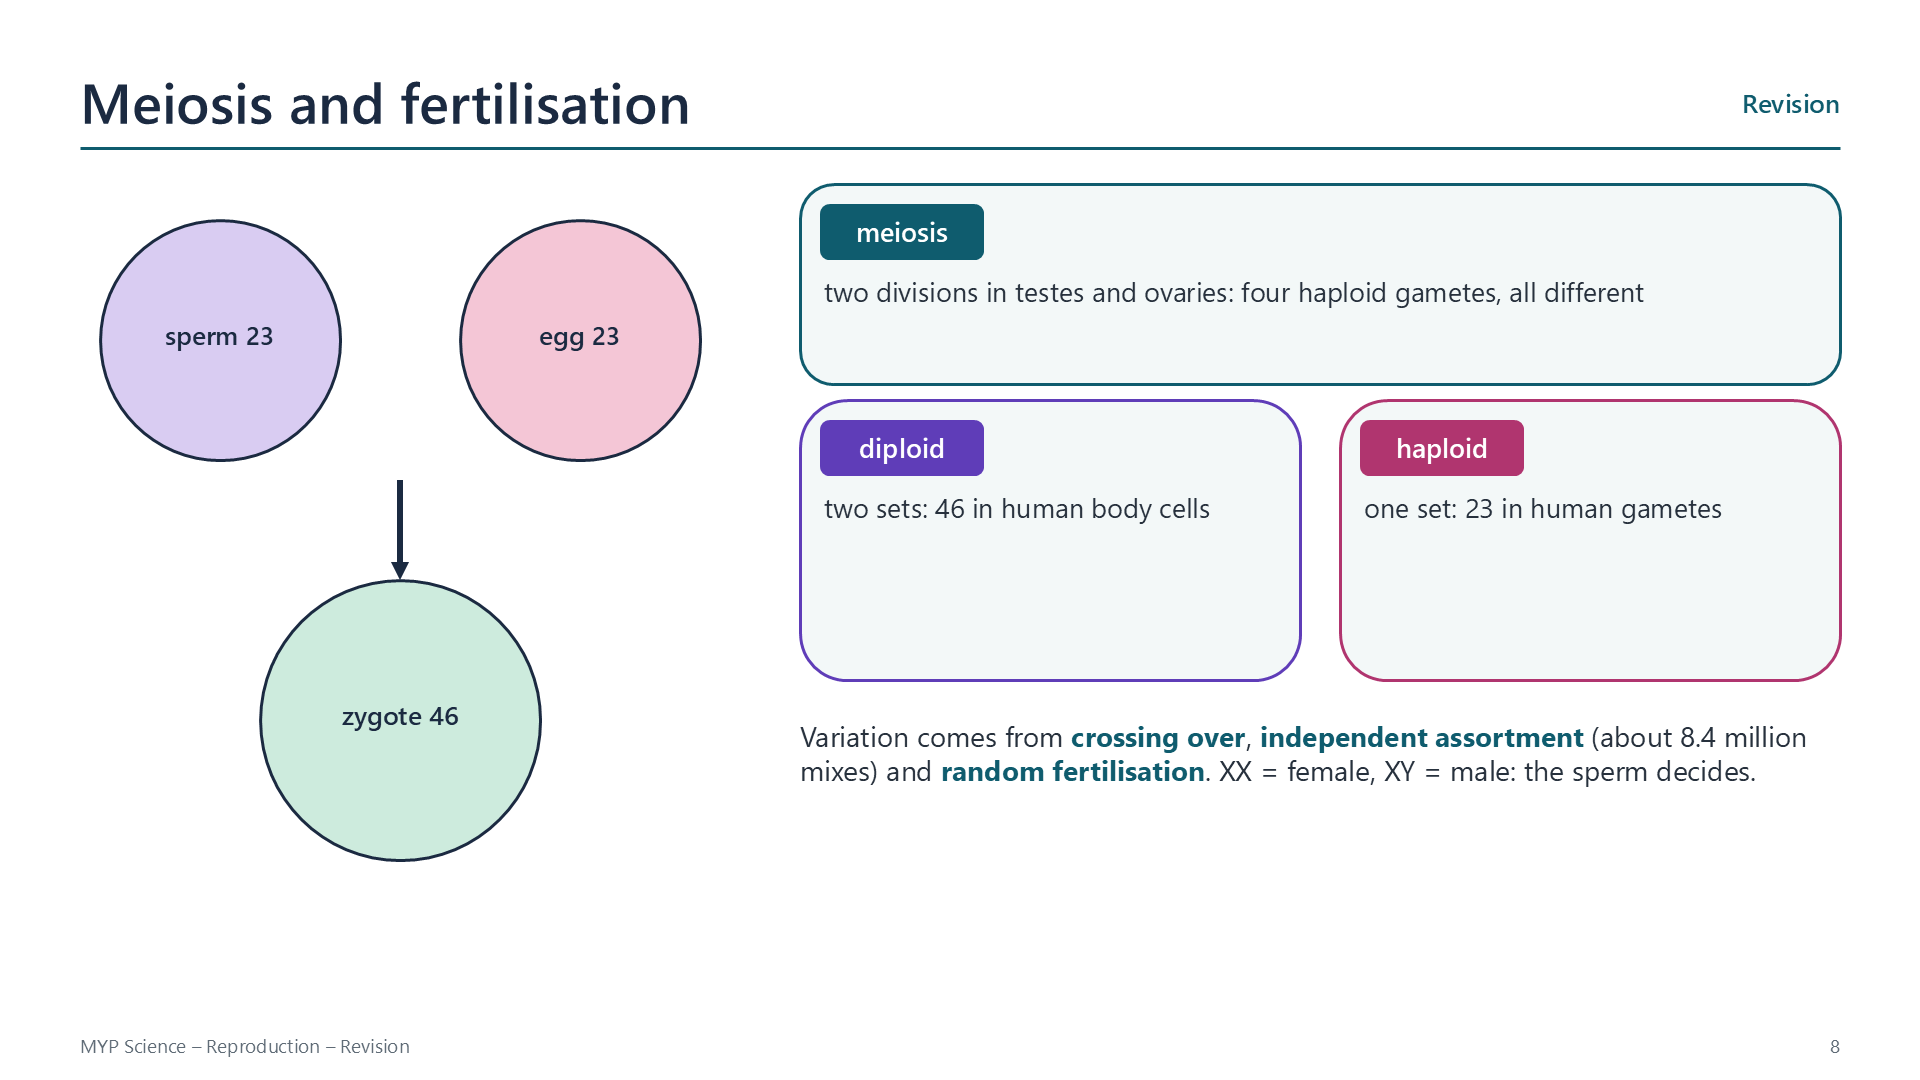 Meiosis and fertilisation
Revision
sperm 23
egg 23
zygote 46
meiosis
two divisions in testes and ovaries: four haploid gametes, all different
diploid
two sets: 46 in human body cells
haploid
one set: 23 in human gametes
Variation comes from crossing over, independent assortment (about 8.4 million
mixes) and random fertilisation. XX = female, XY = male: the sperm decides.
MYP Science – Reproduction – Revision
8